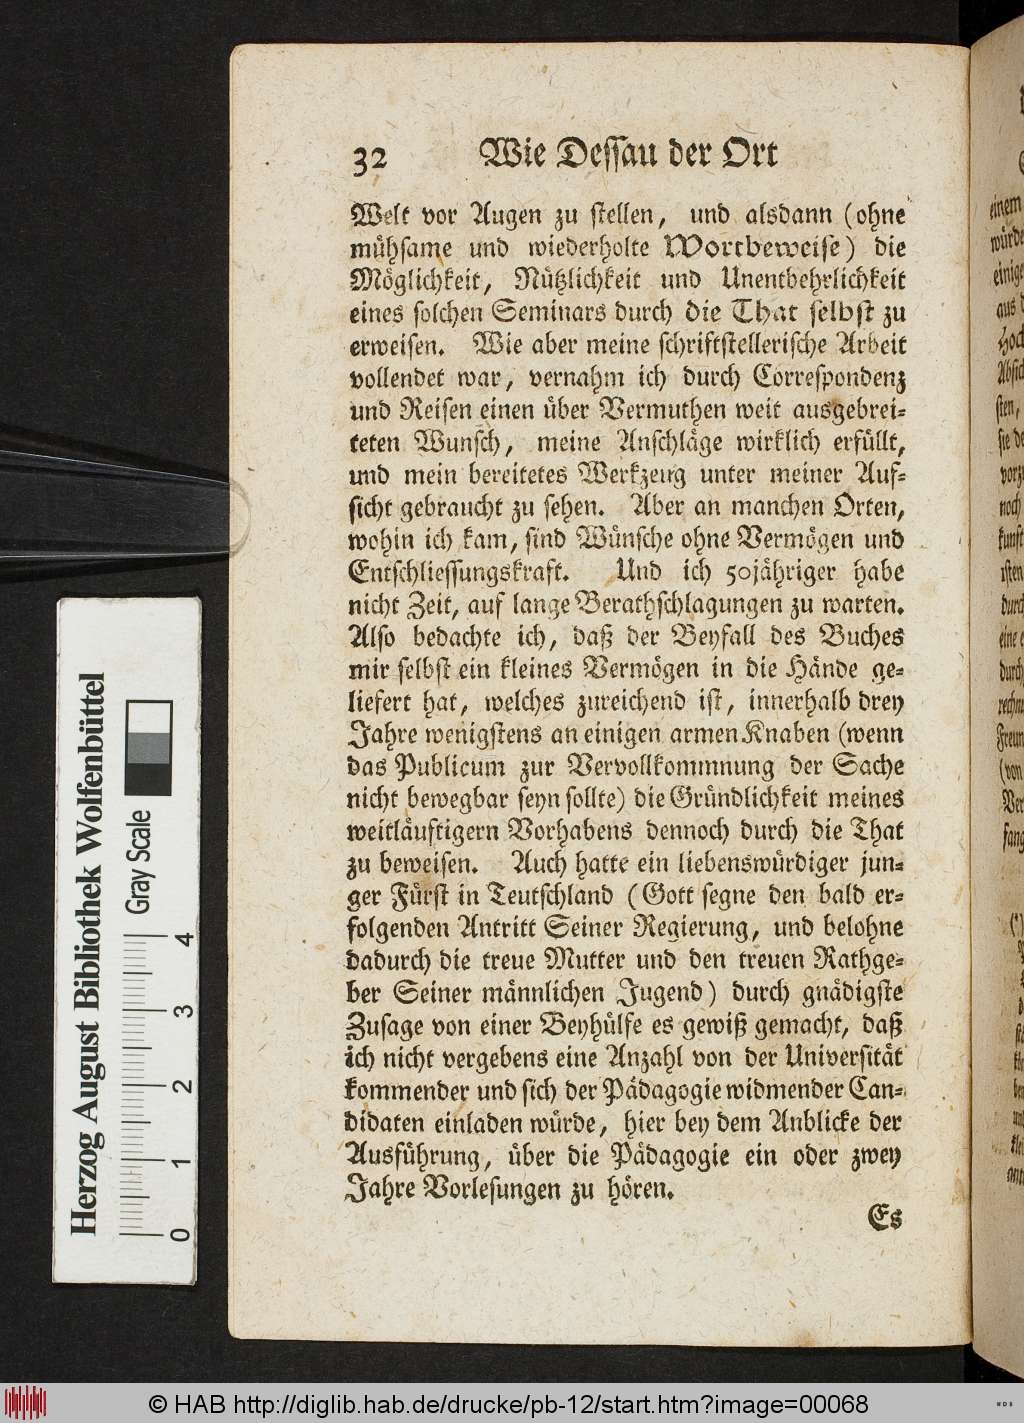 32 Wie Dessau der Ort
Welt vor Augen zu stellen, und alsdann (ohne
mühsame und wiederholte Wortbeweise) die
Möglichkeit, Nützlichkeit und Unentbehrlichkeit
eines solchen Seminars durch die That selbst zu
erweisen. Wie aber meine schriftstellerische Arbeit
vollendet war, vernahm ich durch Correspondenz
und Reisen einen über Vermuthen weit ausgebrei⸗
teten Wunsch, meine Anschläge wirklich erfüllt,
und mein bereitetes Werkzeug unter meiner Auf⸗
sicht gebraucht zu sehen. Aber an manchen Orten,
wohin ich kam, sind Wünsche ohne Vermögen und
Entschliessungskraft. Und ich 50jähriger habe
nicht Zeit, auf lange Berathschlagungen zu warten.
Also bedachte ich, daß der Beyfall des Buches
mir selbst ein kleines Vermögen in die Hände ge⸗
liefert hat, welches zureichend ist, innerhalb drey
Jahre wenigstens an einigen armen Knaben (wenn
das Publicum zur Vervollkommnung der Sache
nicht bewegbar seyn sollte) die Gründlichkeit meines
weitläuftigern Vorhabens dennoch durch die That
zu beweisen. Auch hatte ein liebenswürdiger jun⸗
ger Fürst in Teutschland (Gott segne den bald er⸗
folgenden Antritt Seiner Regierung, und belohne
dadurch die treue Mutter und den treuen Rathge⸗
ber Seiner männlichen Jugend) durch gnädigste
Zusage von einer Beyhülfe es gewiß gemacht, daß
ich nicht vergebens eine Anzahl von der Universität
kommender und sich der Pädagogie widmender Can⸗
didaten einladen würde, hier bey dem Anblicke der
Ausführung, über die Pädagogie ein oder zwey
Jahre Vorlesungen zu hören.
Es
einem
würde
aus
sten,
noch
eine
(*)
Herzog August Bibliothek Wolfenbüttel
Gray Scale
0 1 2 3 4
© HAB http://diglib.hab.de/drucke/pb-12/start.htm?image=00068